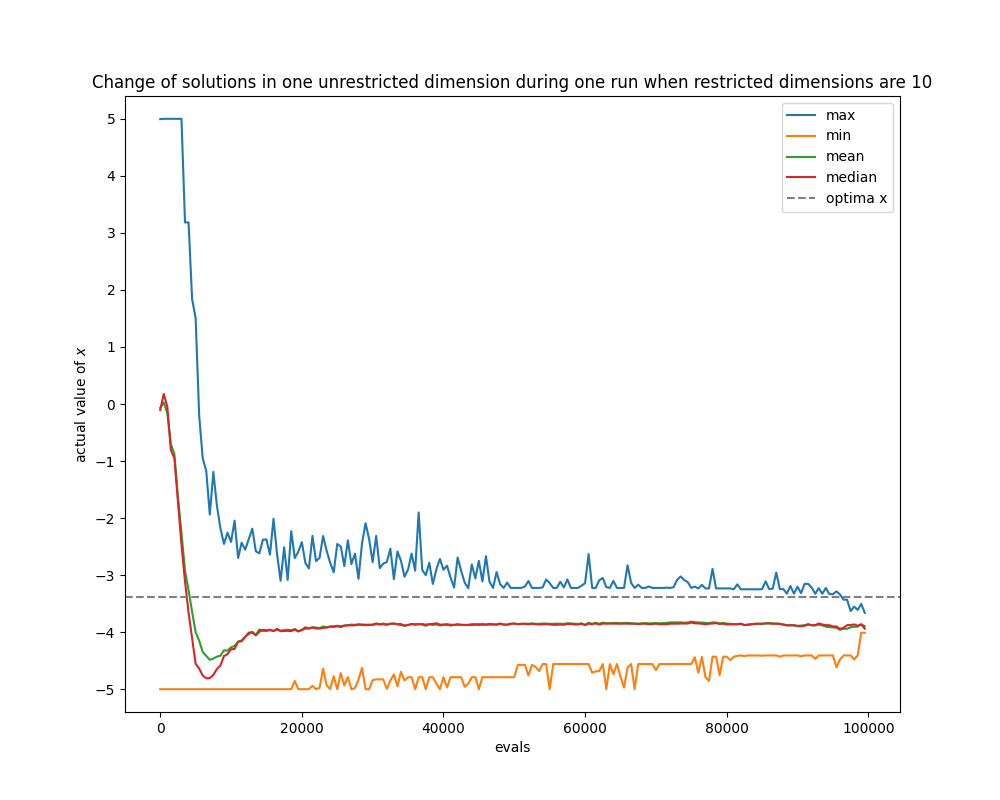 Change of solutions in one unrestricted dimension during one run when restricted dimensions are 10
max
min
mean
median
optima x
5
4
3
2
1
0
−1
−2
−3
−4
−5
actual value of x
0
20000
40000
60000
80000
100000
evals